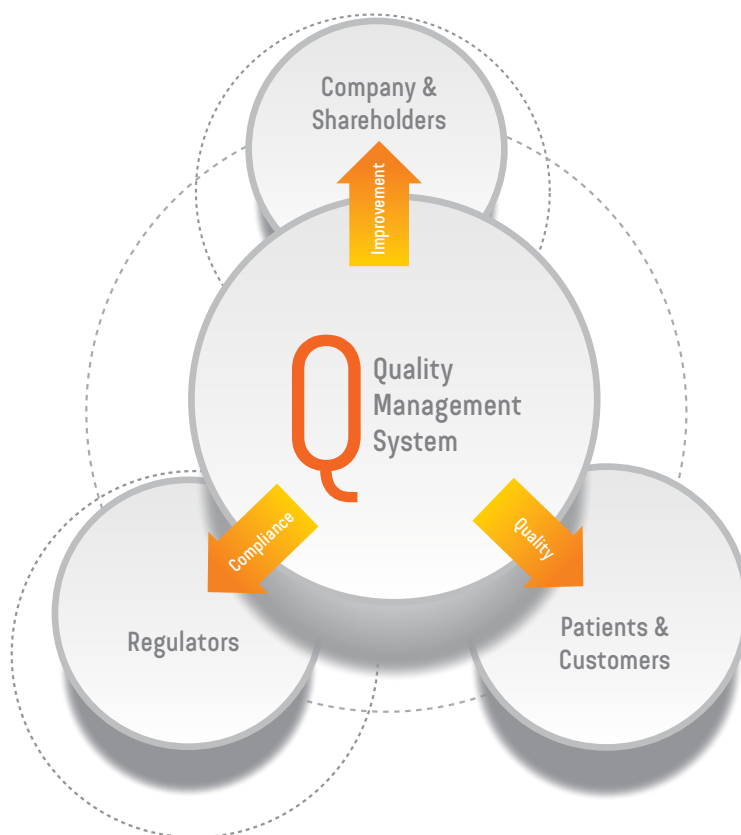 Company &
Shareholders
Improvement
Q
Quality
Management
System
Compliance
Quality
Regulators
Patients &
Customers